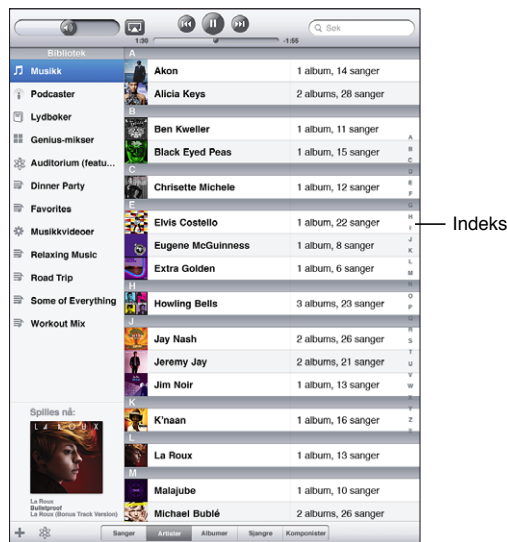 Søk
1:30
-1:55
Bibliotek
Musikk
Podcaster
Lydbøker
Genius-mikser
Auditorium (featu...
Dinner Party
Favorites
Musikkvideoer
Relaxing Music
Road Trip
Some of Everything
Workout Mix
Spilles nå:
LA ROUX
La Roux
Bulletproof
La Roux (Bonus Track Version)
A
Akon 1 album, 14 sanger
Alicia Keys 2 albums, 28 sanger
B
Ben Kweller 1 album, 11 sanger
Black Eyed Peas 1 album, 15 sanger
C
Chrisette Michele 1 album, 12 sanger
E
Elvis Costello 1 album, 22 sanger
Eugene McGuinness 1 album, 8 sanger
Extra Golden 1 album, 6 sanger
H
Howling Bells 3 albums, 23 sanger
J
Jay Nash 2 albums, 26 sanger
Jeremy Jay 2 albums, 21 sanger
Jim Noir 1 album, 13 sanger
K
K'naan 1 album, 16 sanger
L
La Roux 1 album, 13 sanger
M
Malajube 1 album, 10 sanger
Michael Bublé 2 albums, 26 sanger
A
B
C
D
E
F
G
H
I
J
K
L
M
N
O
P
Q
R
S
T
U
V
W
X
Y
Z
#
Indeks
Sanger Artister Albumer Sjangre Komponister